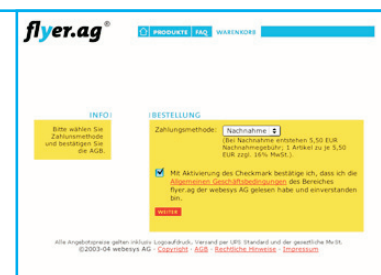 flyer.ag®
PRODUKTE FAQ WARENKORB
INFO
BESTELLUNG
Bitte wählen Sie
Zahlunsmethode
und bestätigen Sie
die AGB.
Zahlungsmethode: Nachnahme
(Bei Nachnahme entstehen 5,50 EUR
Nachnahmegebühr; 1 Artikel zu je 5,50
EUR zzgl. 16% MwSt.).
Mit Aktivierung des Checkmark bestätige ich, dass ich die
Allgemeinen Geschäftsbedingungen des Bereiches
flyer.ag der websys AG gelesen habe und einverstanden
bin.
WEITER
Alle Angebotspreise gelten inklusiv Logoaufdruck, Versand per UPS Standard und der gesetzliche MwSt.
©2003-04 websys AG - Copyright - AGB - Rechtliche Hinweise - Impressum